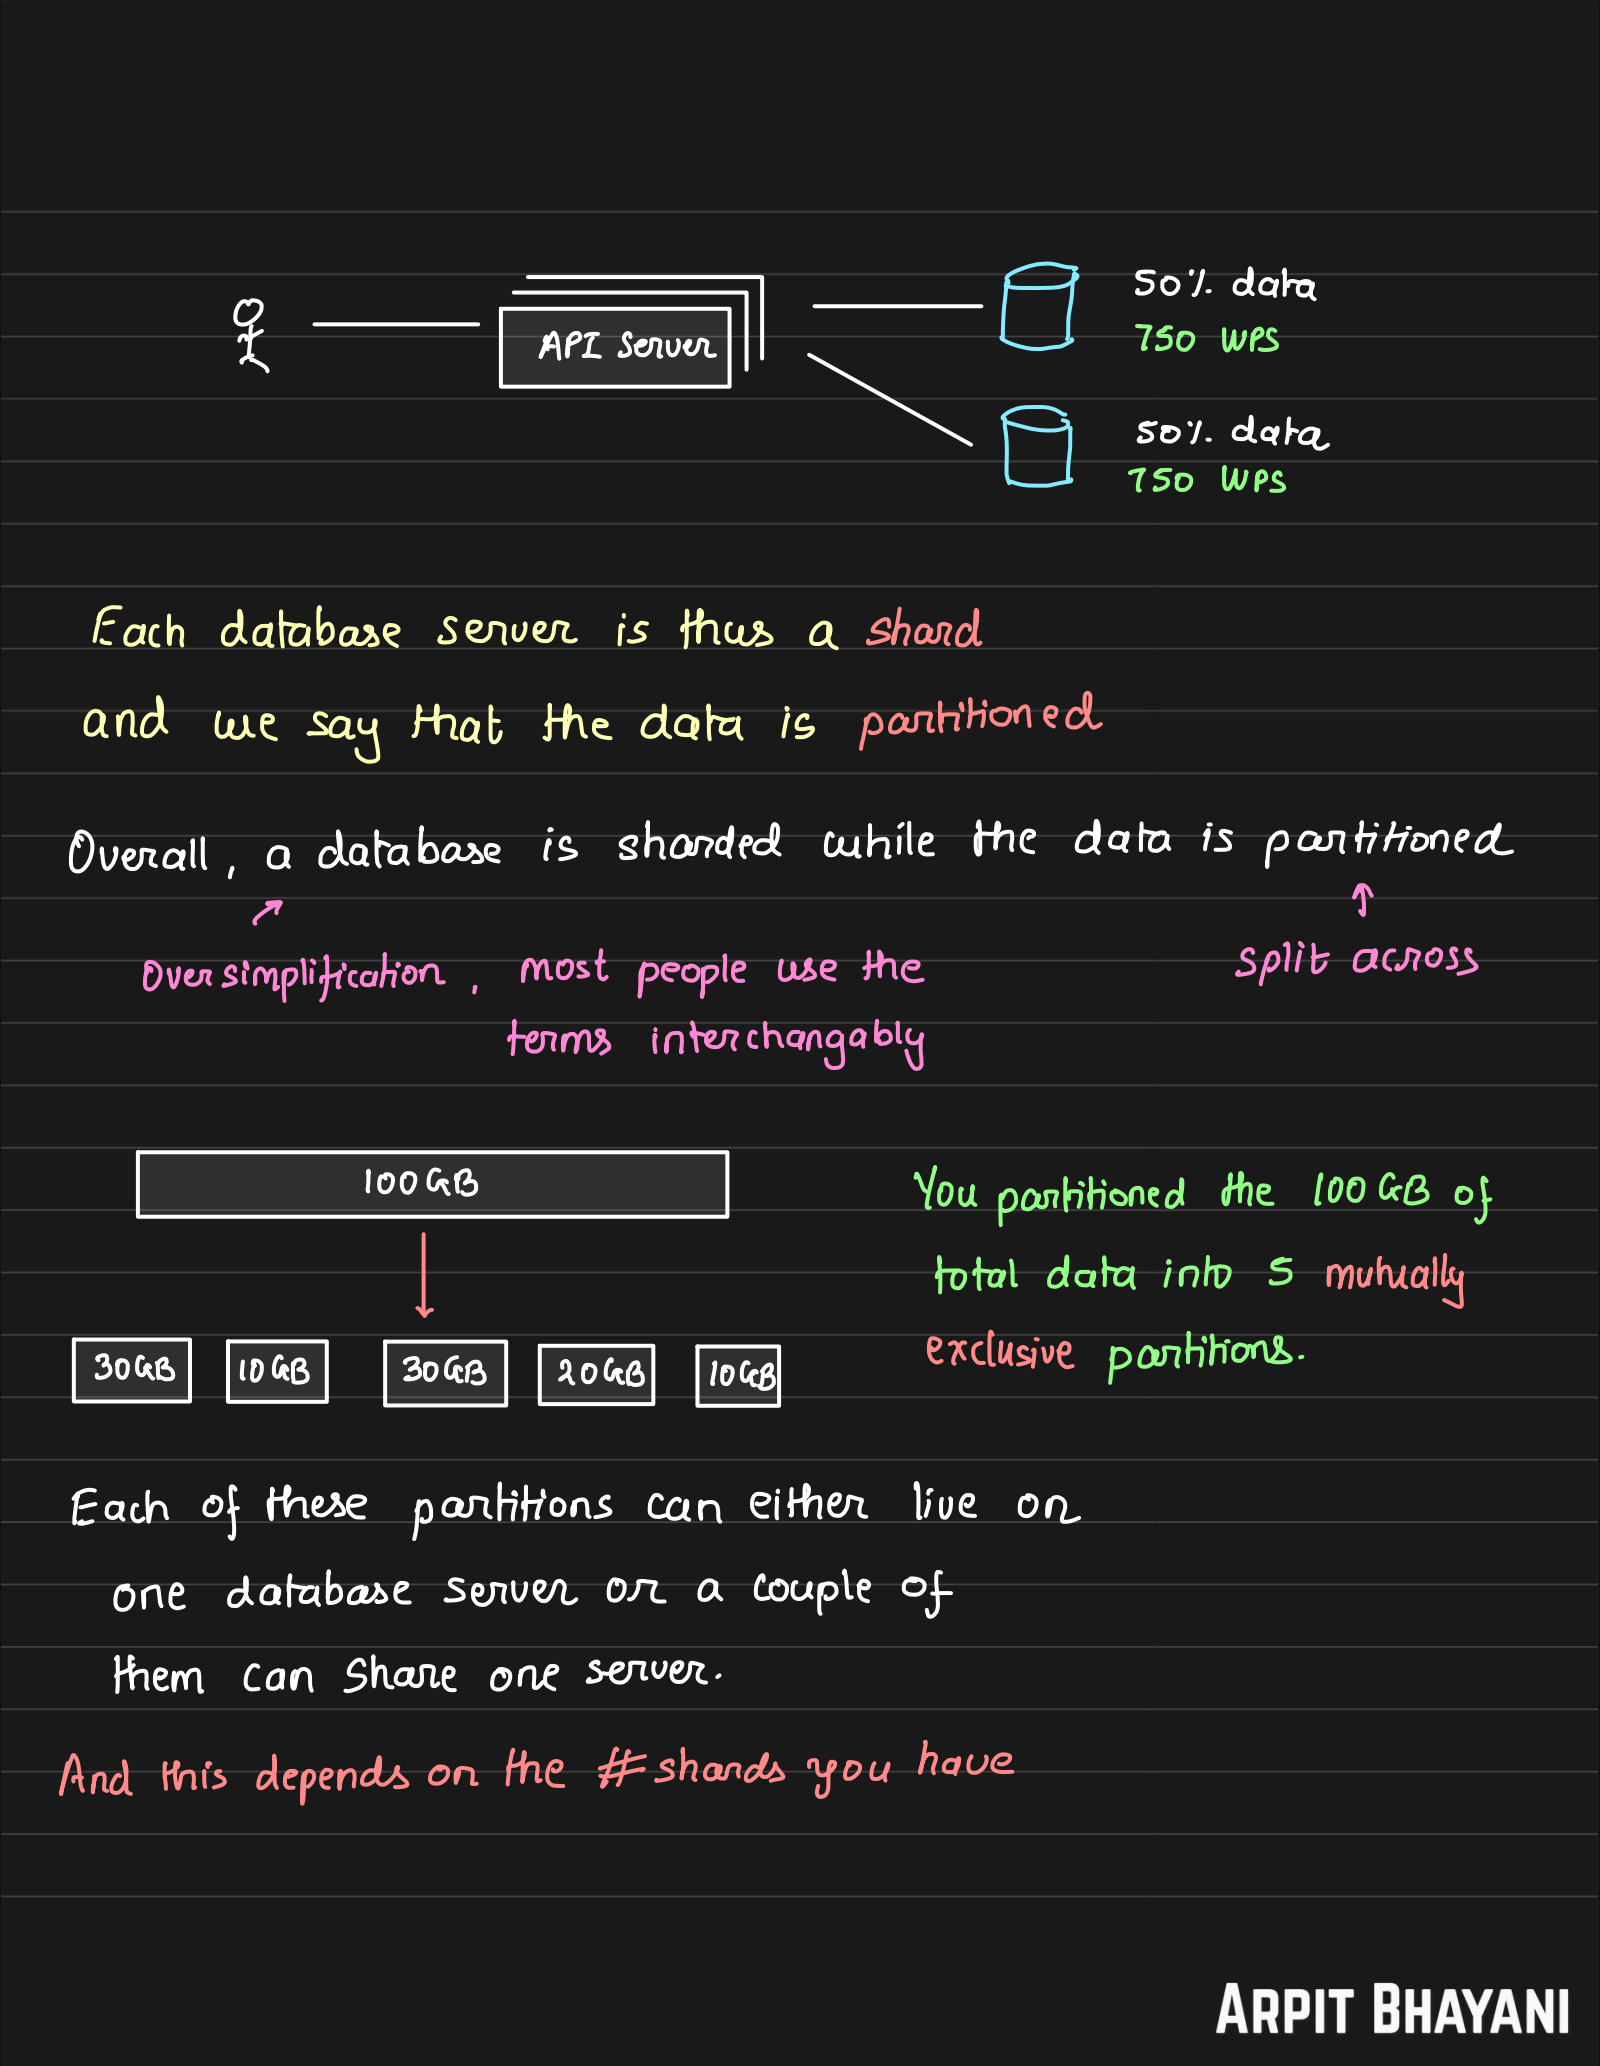 API Server
50% data
750 WPS
50% data
750 WPS
Each database server is thus a shard
and we say that the data is partitioned
Overall, a database is sharded while the data is partitioned
Oversimplification, most people use the
terms interchangably
split across
100GB
30GB 10GB 30GB 20GB 10GB
You partitioned the 100GB of
total data into 5 mutually
exclusive partitions.
Each of these partitions can either live on
one database server or a couple of
them can share one server.
And this depends on the # shards you have
ARPIT BHAYANI